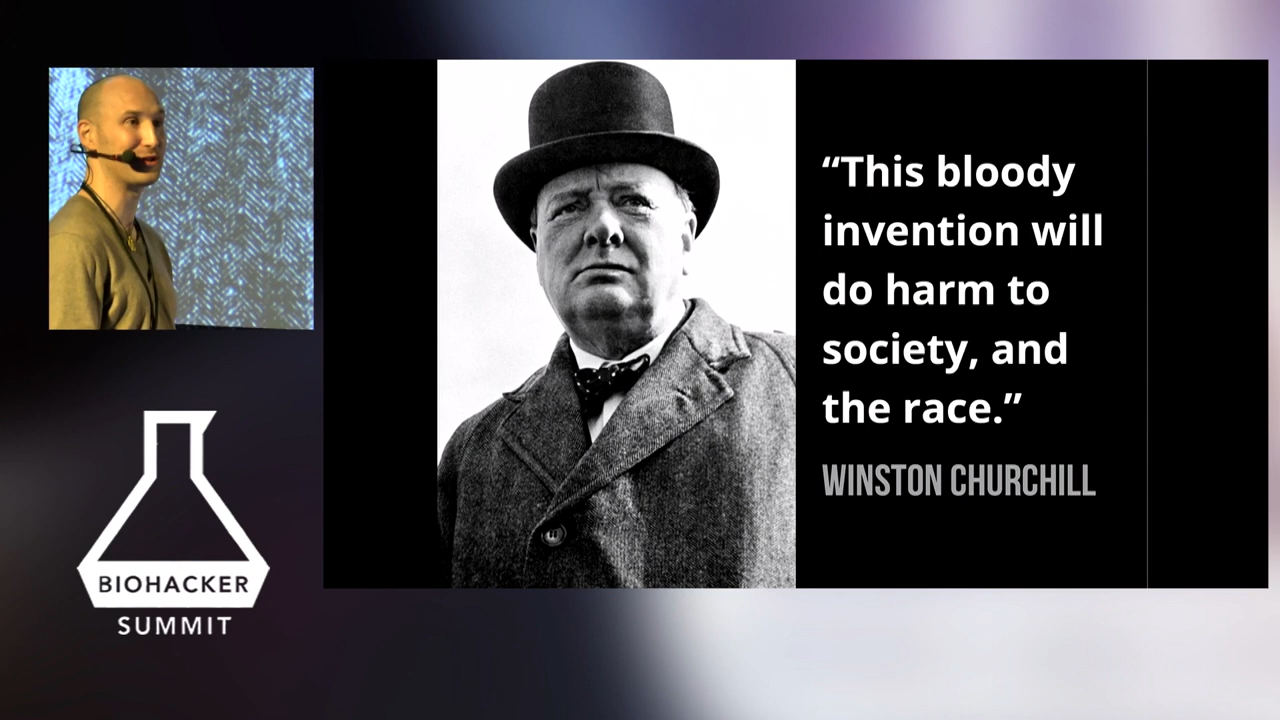 “This bloody
invention will
do harm to
society, and
the race.”
WINSTON CHURCHILL
BIOHACKER
SUMMIT